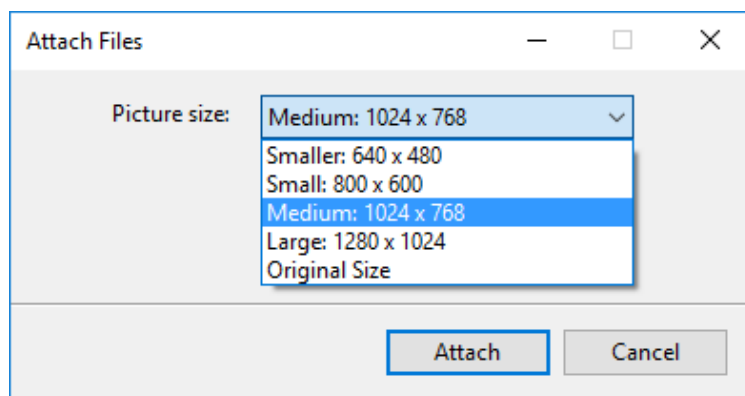 Attach Files
Picture size: Medium: 1024 x 768
Smaller: 640 x 480
Small: 800 x 600
Medium: 1024 x 768
Large: 1280 x 1024
Original Size
Attach Cancel